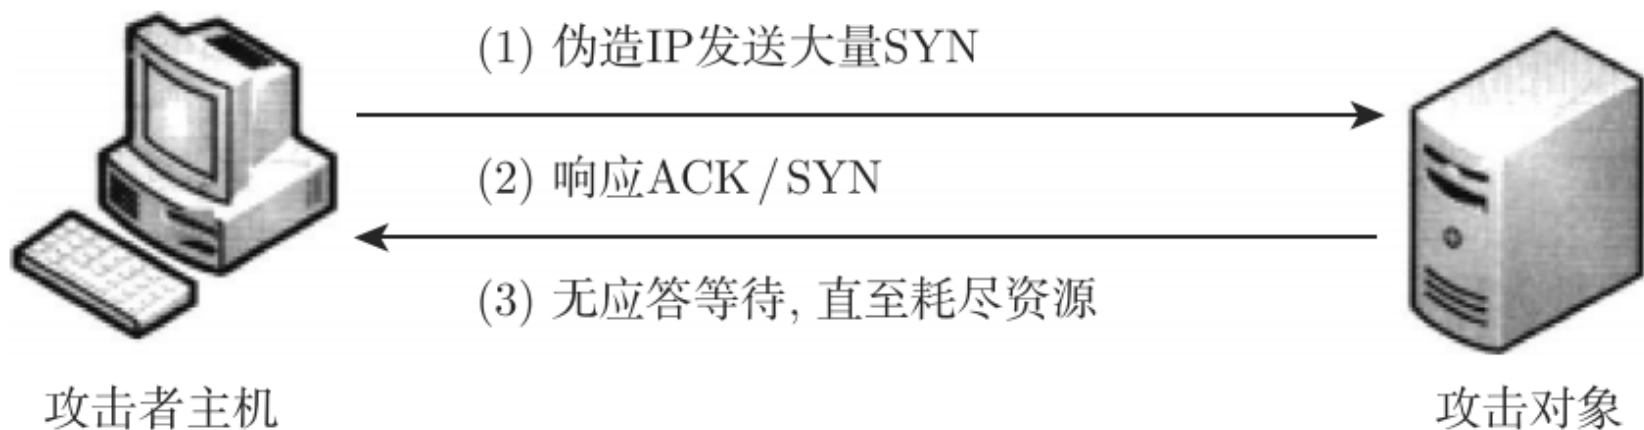 (1) 伪造IP发送大量SYN
(2) 响应ACK/SYN
(3) 无应答等待, 直至耗尽资源
攻击者主机
攻击对象